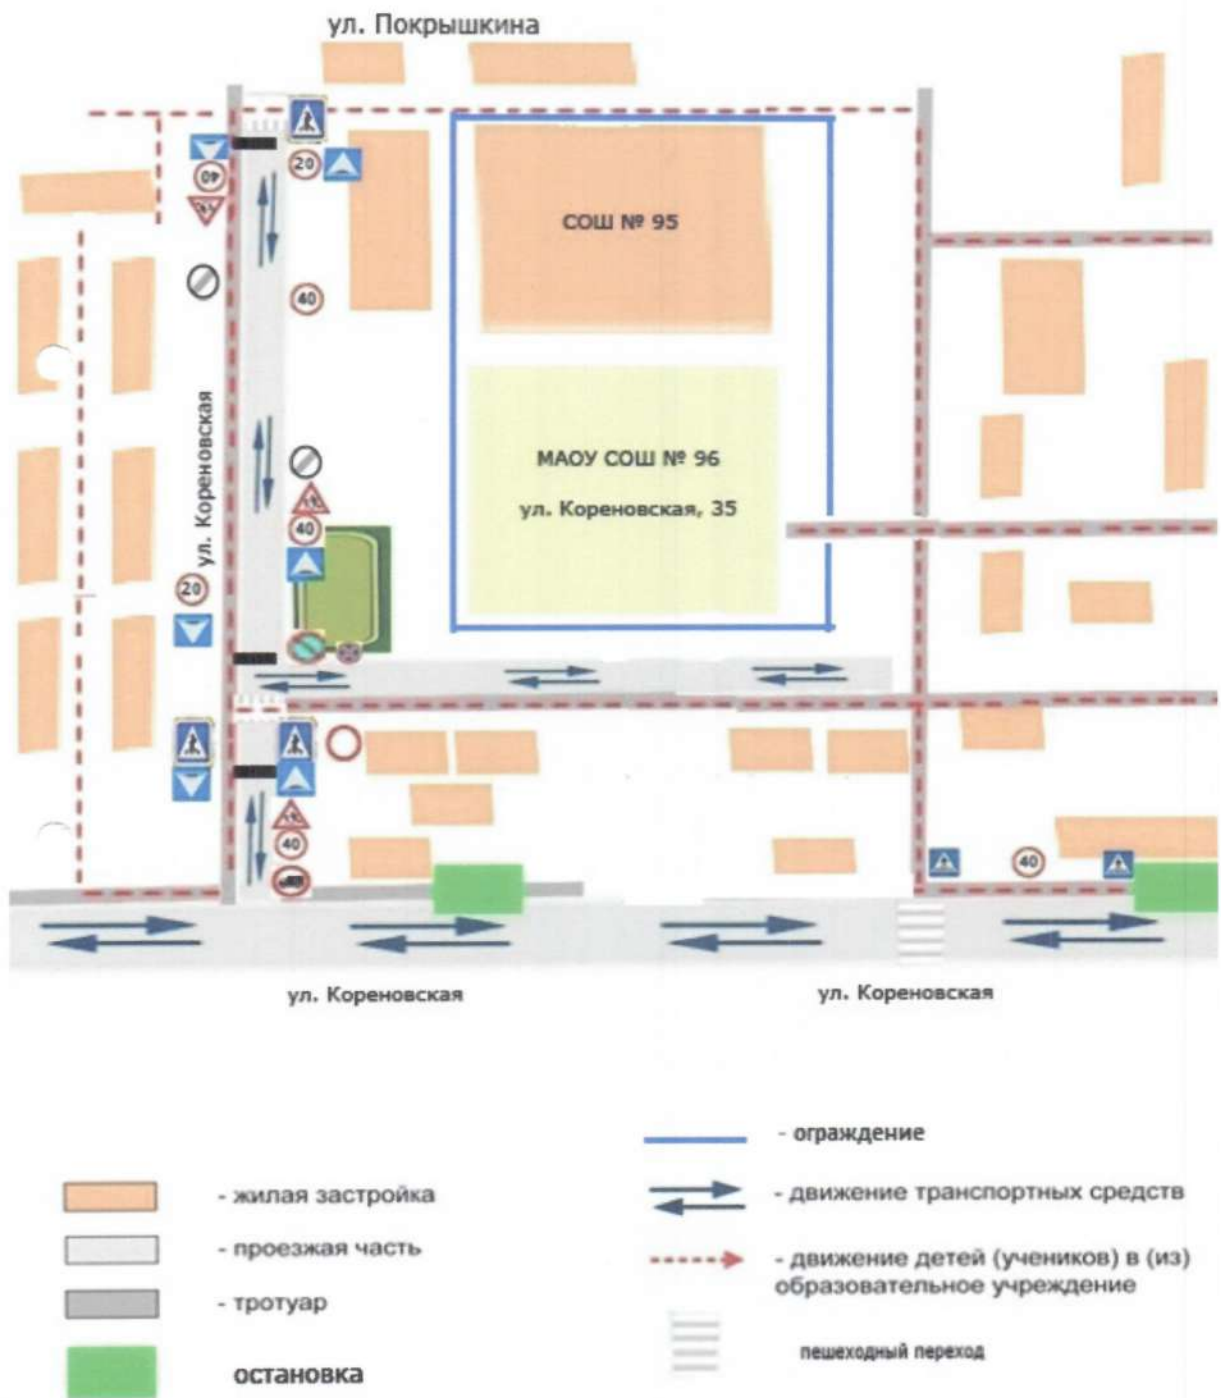 ул. Покрышкина
20
40
СОШ № 95
40
ул. Кореновская
МАОУ СОШ № 96
ул. Кореновская, 35
40
20
40
40
ул. Кореновская
ул. Кореновская
- ограждение
- жилая застройка
- движение транспортных средств
- проезжая часть
- движение детей (учеников) в (из)
образовательное учреждение
- тротуар
пешеходный переход
остановка